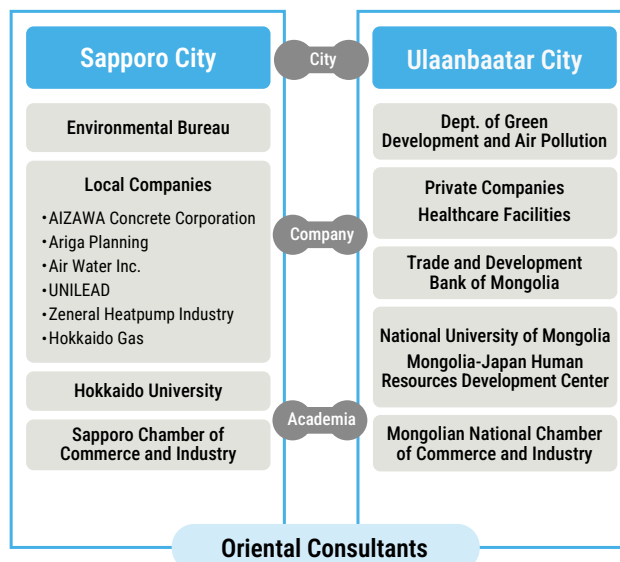 Sapporo City
Environmental Bureau
Local Companies
・AIZAWA Concrete Corporation
・Ariga Planning
・Air Water Inc.
・UNILEAD
・Zeneral Heatpump Industry
・Hokkaido Gas
Hokkaido University
Sapporo Chamber of
Commerce and Industry
City
Company
Academia
Ulaanbaatar City
Dept. of Green
Development and Air Pollution
Private Companies
Healthcare Facilities
Trade and Development
Bank of Mongolia
National University of Mongolia
Mongolia-Japan Human
Resources Development Center
Mongolian National Chamber
of Commerce and Industry
Oriental Consultants